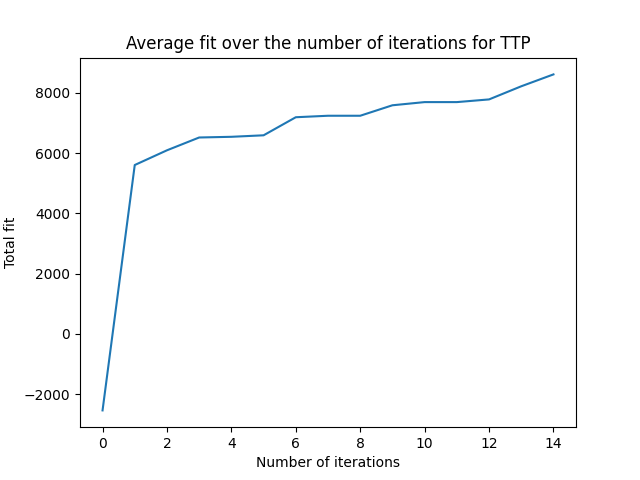 Average fit over the number of iterations for TTP
8000
6000
4000
2000
0
−2000
Total fit
0 2 4 6 8 10 12 14
Number of iterations